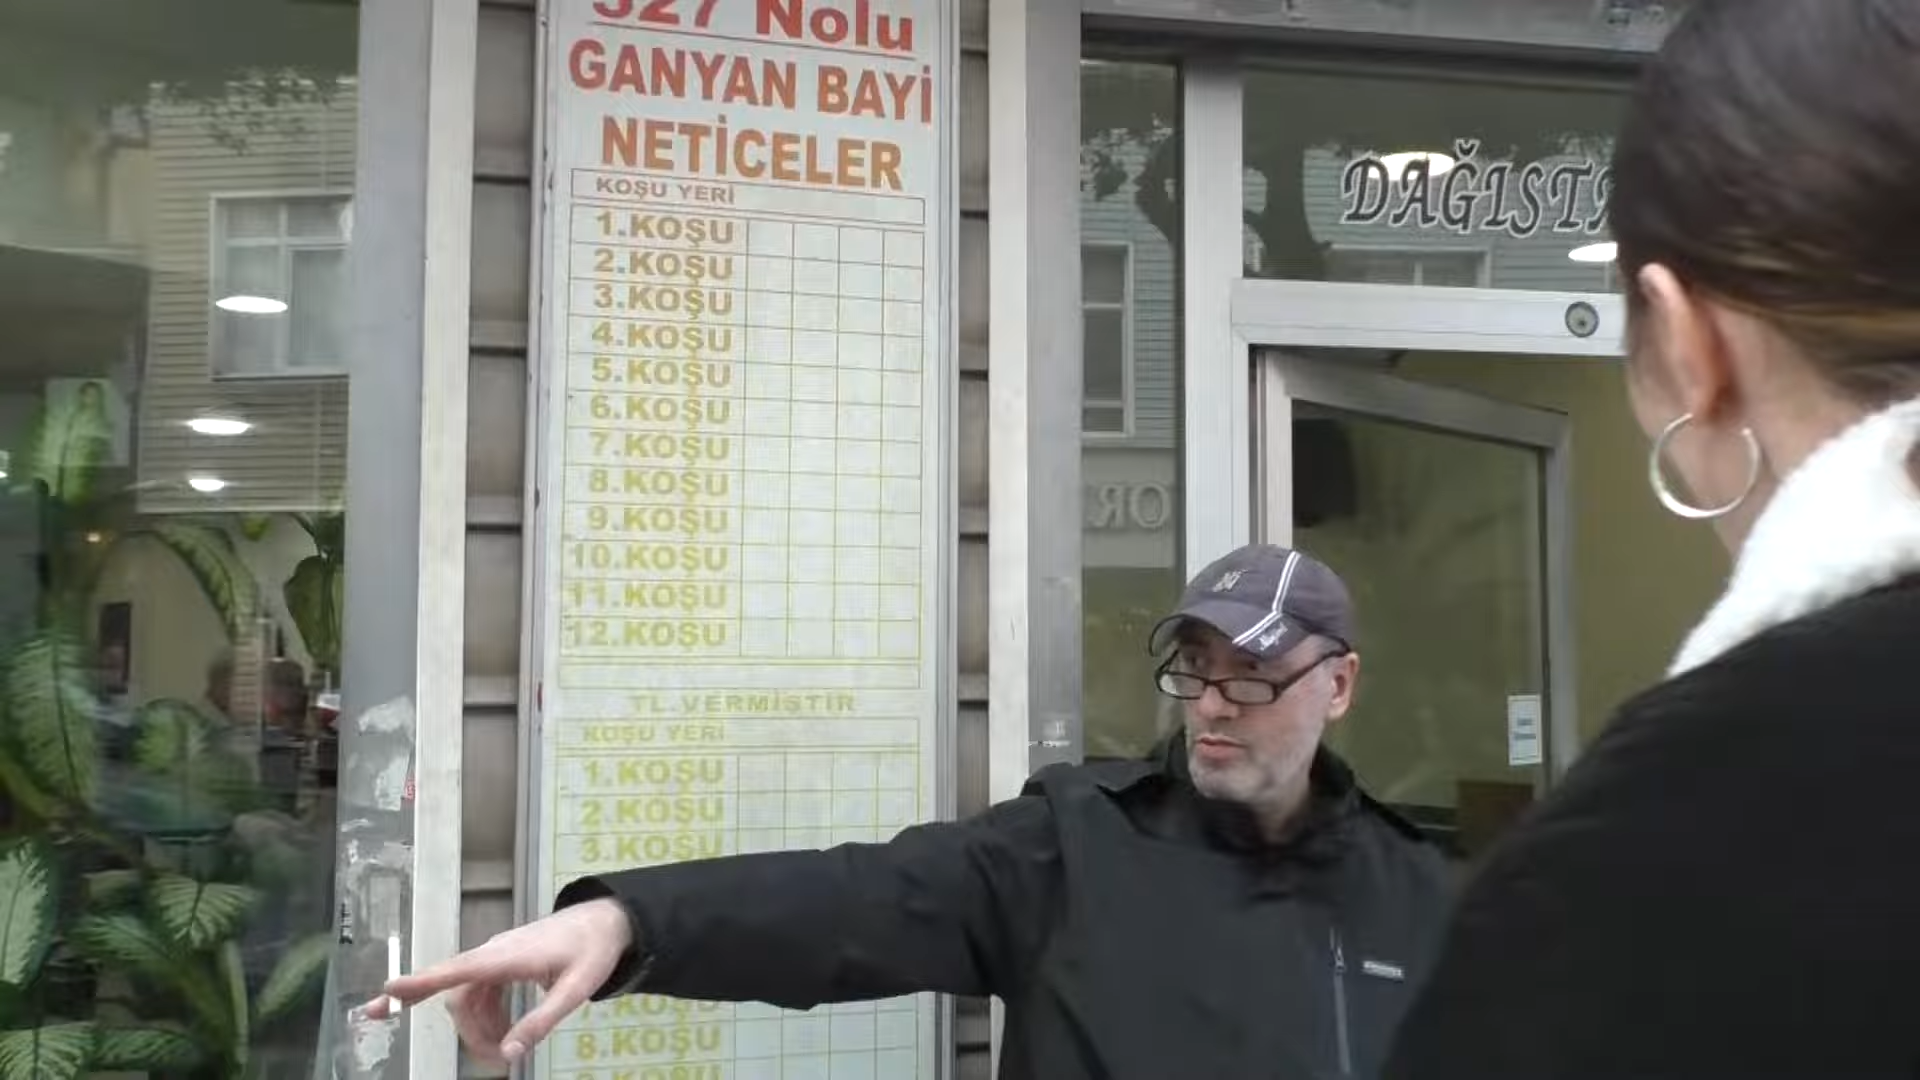 327 Nolu
GANYAN BAYİ
NETİCELER
KOŞU YERİ
1.KOŞU
2.KOŞU
3.KOŞU
4.KOŞU
5.KOŞU
6.KOŞU
7.KOŞU
8.KOŞU
9.KOŞU
10.KOŞU
11.KOŞU
12.KOŞU
TL.VERMİŞTİR
KOŞU YERİ
1.KOŞU
2.KOŞU
3.KOŞU
7.KOŞU
8.KOŞU
9.KOŞU
DAĞISTA